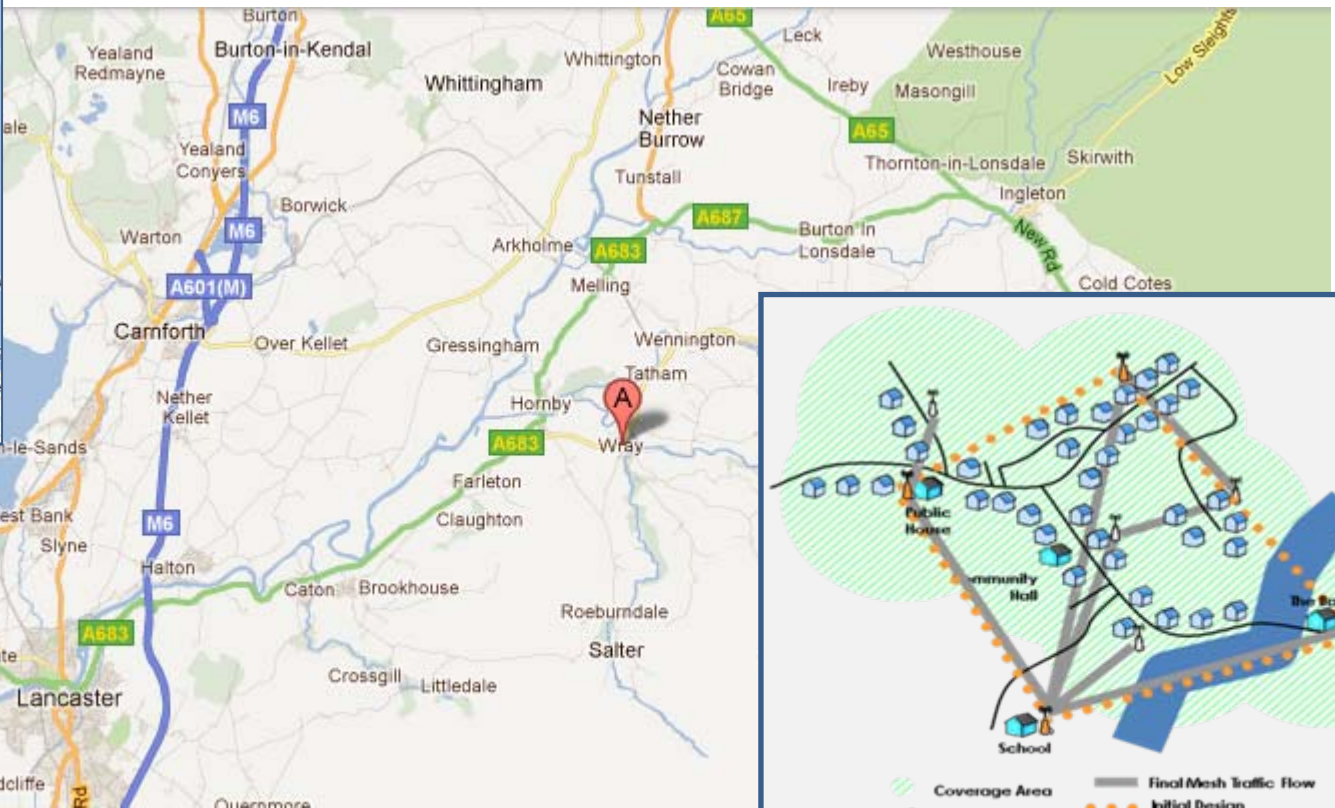 Burton
A65
Leck
Yealand
Redmayne
Burton-in-Kendal
Whittington
Westhouse
Low Sleights
Whittingham
Cowan
Bridge
Ireby
Masongill
M6
Nether
Burrow
A65
Yealand
Conyers
Thornton-in-Lonsdale
Skirwith
Tunstall
Ingleton
Borwick
A687
Warton
M6
Arkholme
A683
Burton In
Lonsdale
New Rd
A601(M)
Melling
Cold Cotes
Carnforth
Over Kellet
Gressingham
Wennington
Tatham
Nether
Kellet
Hornby
A
n-le-Sands
A683
Wray
Farleton
est Bank
M6
Claughton
Slyne
Halton
Caton
Brookhouse
Roeburndale
A683
Salter
Crossgill
Littledale
Lancaster
dcliffe
Rd
Quernmore
Public
House
mmunity
Hall
The Ba
School
Coverage Area
Final Mesh Traffic Flow
Initial Design